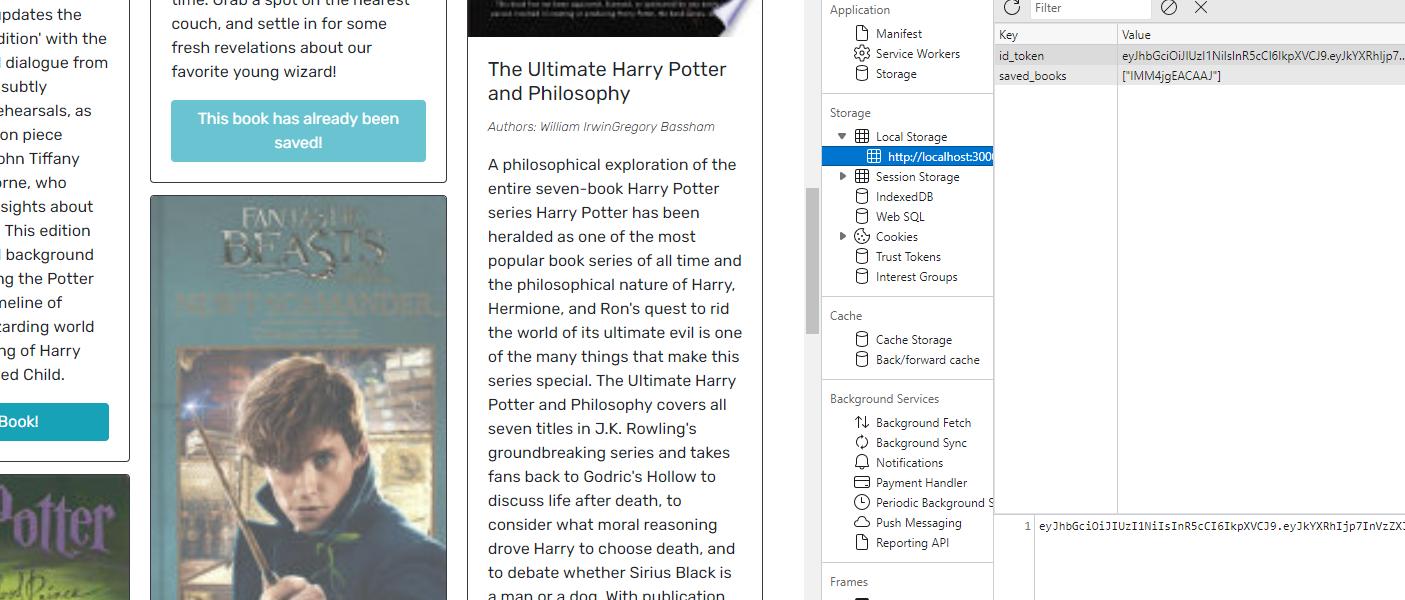 updates the
dition' with the
dialogue from
subtly
ehearsals, as
on piece
ohn Tiffany
orne, who
sights about
This edition
background
ng the Potter
meline of
zarding world
ng of Harry
ed Child.
Book!
Potter
time. Grab a spot on the nearest
couch, and settle in for some
fresh revelations about our
favorite young wizard!
This book has already been
saved!
FANTASTIC
BEASTS
NEWT SCAMANDER
The Ultimate Harry Potter
and Philosophy
Authors: William IrwinGregory Bassham
A philosophical exploration of the
entire seven-book Harry Potter
series Harry Potter has been
heralded as one of the most
popular book series of all time and
the philosophical nature of Harry,
Hermione, and Ron's quest to rid
the world of its ultimate evil is one
of the many things that make this
series special. The Ultimate Harry
Potter and Philosophy covers all
seven titles in J.K. Rowling's
groundbreaking series and takes
fans back to Godric's Hollow to
discuss life after death, to
consider what moral reasoning
drove Harry to choose death, and
to debate whether Sirius Black is
a man or a dog. With publication
Application
Manifest
Service Workers
Storage
Storage
Local Storage
http://localhost:3000
Session Storage
IndexedDB
Web SQL
Cookies
Trust Tokens
Interest Groups
Cache
Cache Storage
Back/forward cache
Background Services
Background Fetch
Background Sync
Notifications
Payment Handler
Periodic Background S
Push Messaging
Reporting API
Frames
Filter
Key Value
id_token eyJhbGciOiJIUzI1NiIsInR5cCI6IkpXVCJ9.eyJkYXRhIjp7..
saved_books ["IMM4jgEACAAJ"]
1 eyJhbGciOiJIUzI1NiIsInR5cCI6IkpXVCJ9.eyJkYXRhIjp7InVzZXJ